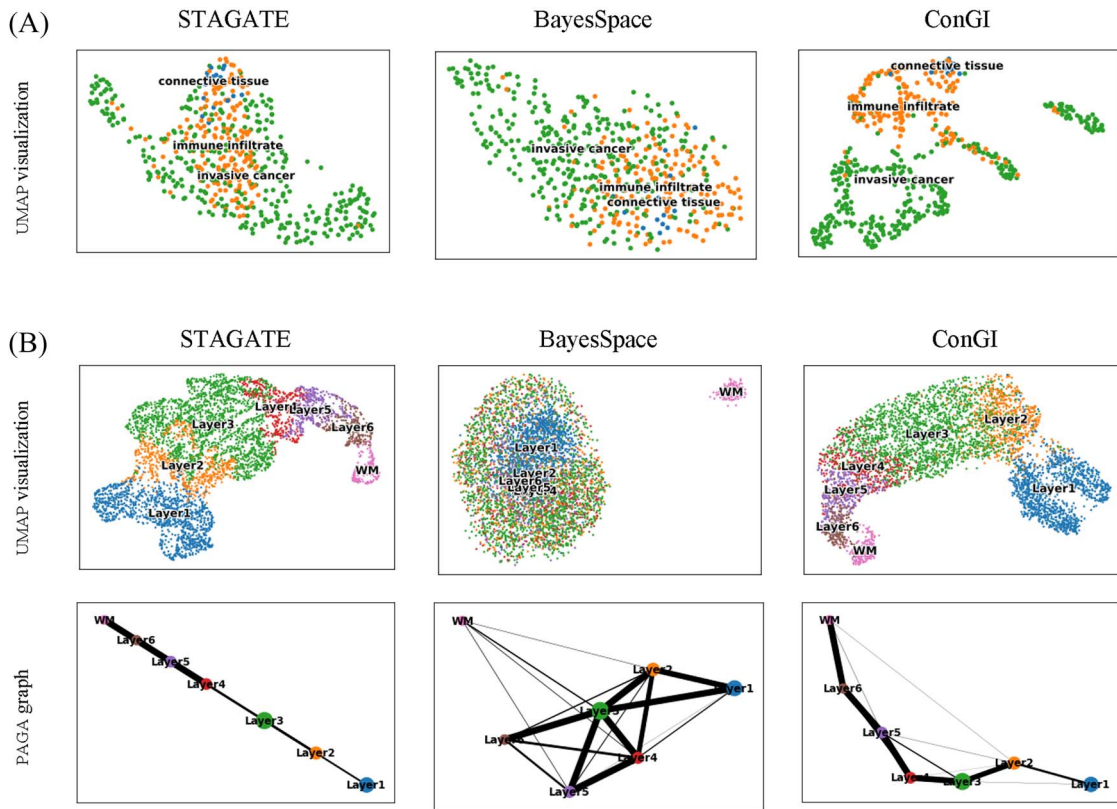 (A)
STAGATE
BayesSpace
ConGI
UMAP visualization
connective tissue
immune infiltrate
invasive cancer
invasive cancer
immune infiltrate
connective tissue
connective tissue
immune infiltrate
invasive cancer
(B)
STAGATE
BayesSpace
ConGI
UMAP visualization
Layer5
Layer3
Layer6
Layer2
WM
Layer1
WM
Layer1
Layer2
Layer6
Layer5
Layer2
Layer3
Layer4
Layer5
Layer1
Layer6
WM
PAGA graph
WM
Layer6
Layer5
Layer4
Layer3
Layer2
Layer1
WM
Layer2
Layer1
Layer4
Layer5
WM
Layer6
Layer5
Layer2
Layer3
Layer1